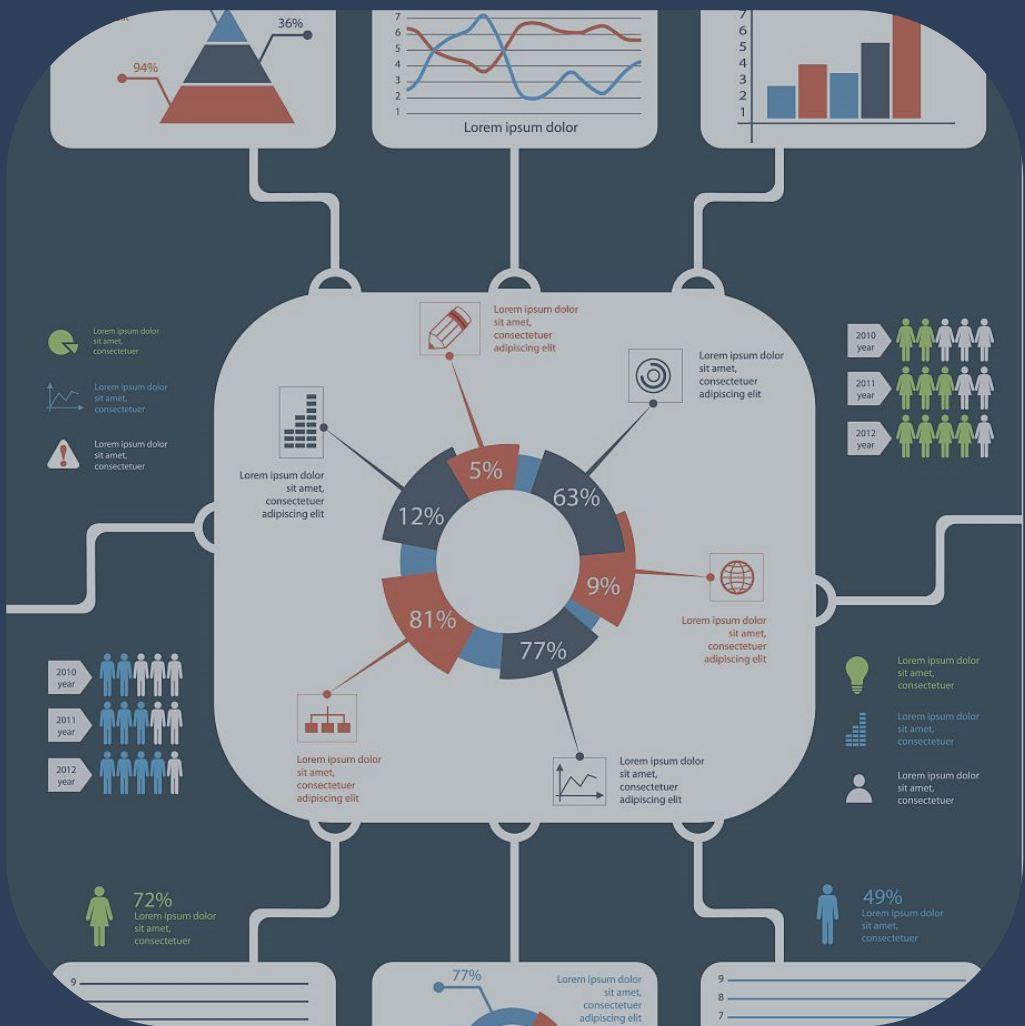 36%
94%
7
6
5
4
3
2
1
Lorem ipsum dolor
7
6
5
4
3
2
1
Lorem ipsum dolor
sit amet,
consectetuer
Lorem ipsum dolor
sit amet,
consectetuer
Lorem ipsum dolor
sit amet,
consectetuer
Lorem ipsum dolor
sit amet,
consectetuer
adipiscing elit
Lorem ipsum dolor
sit amet,
consectetuer
adipiscing elit
Lorem ipsum dolor
sit amet,
consectetuer
adipiscing elit
5%
63%
12%
9%
81%
77%
Lorem ipsum dolor
sit amet,
consectetuer
adipiscing elit
Lorem ipsum dolor
sit amet,
consectetuer
adipiscing elit
Lorem ipsum dolor
sit amet,
consectetuer
adipiscing elit
2010
year
2011
year
2012
year
2010
year
2011
year
2012
year
Lorem ipsum dolor
sit amet,
consectetuer
Lorem ipsum dolor
sit amet,
consectetuer
Lorem ipsum dolor
sit amet,
consectetuer
72%
Lorem ipsum dolor
sit amet,
consectetuer
49%
Lorem ipsum dolor
sit amet,
consectetuer
9
77%
Lorem ipsum dolor
sit amet,
consectetuer
adipiscing elit
9
8
7